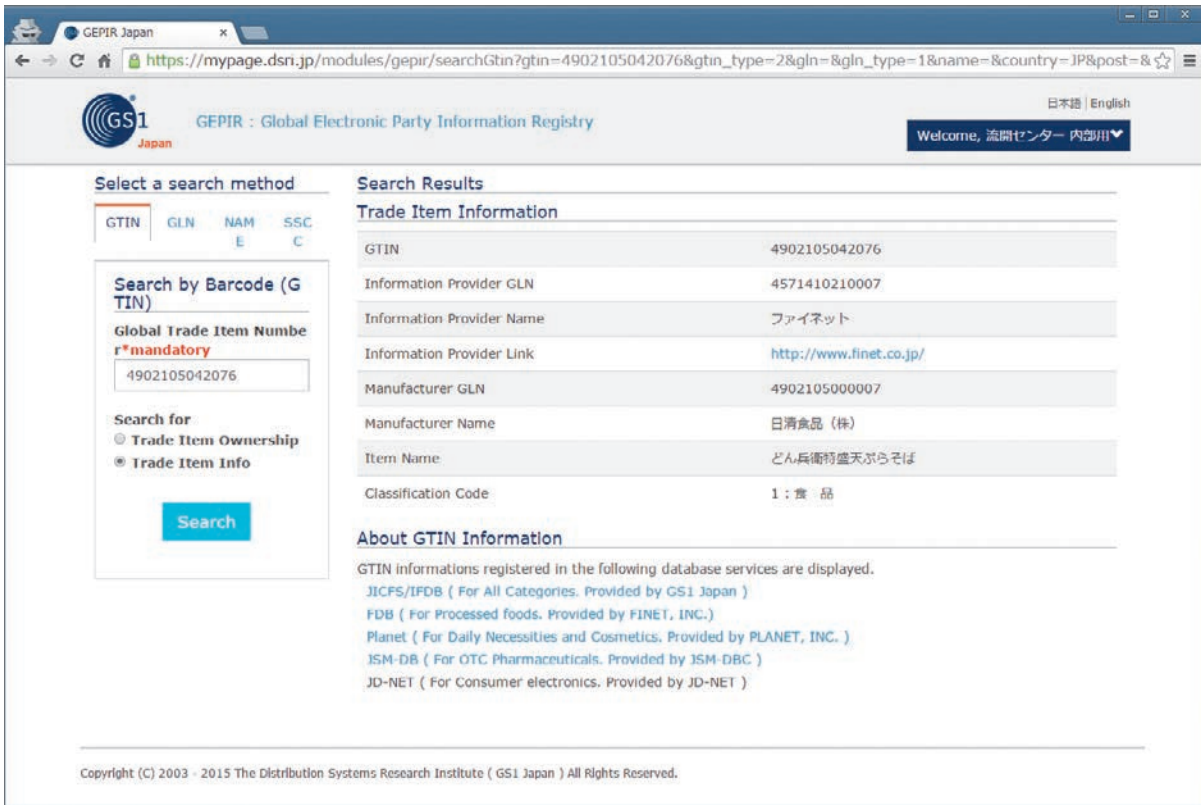 GEPIR Japan
https://mypage.dsri.jp/modules/gepir/searchGtin?gtin=4902105042076&gtin_type=2&gln=&gln_type=1&name=&country=JP&post=&
GS1
Japan
GEPIR : Global Electronic Party Information Registry
日本語 | English
Welcome, 流開センター 内部用
Select a search method
GTIN
GLN
NAM
E
SSC
C
Search by Barcode (G
TIN)
Global Trade Item Numbe
r*mandatory
4902105042076
Search for
Trade Item Ownership
Trade Item Info
Search
Search Results
Trade Item Information
GTIN 4902105042076
Information Provider GLN 4571410210007
Information Provider Name ファイネット
Information Provider Link http://www.finet.co.jp/
Manufacturer GLN 4902105000007
Manufacturer Name 日清食品（株）
Item Name どん兵衛特盛天ぷらそば
Classification Code 1：食　品
About GTIN Information
GTIN informations registered in the following database services are displayed.
JICFS/IFDB ( For All Categories. Provided by GS1 Japan )
FDB ( For Processed foods. Provided by FINET, INC.)
Planet ( For Daily Necessities and Cosmetics. Provided by PLANET, INC. )
JSM-DB ( For OTC Pharmaceuticals. Provided by JSM-DBC )
JD-NET ( For Consumer electronics. Provided by JD-NET )
Copyright (C) 2003 - 2015 The Distribution Systems Research Institute ( GS1 Japan ) All Rights Reserved.